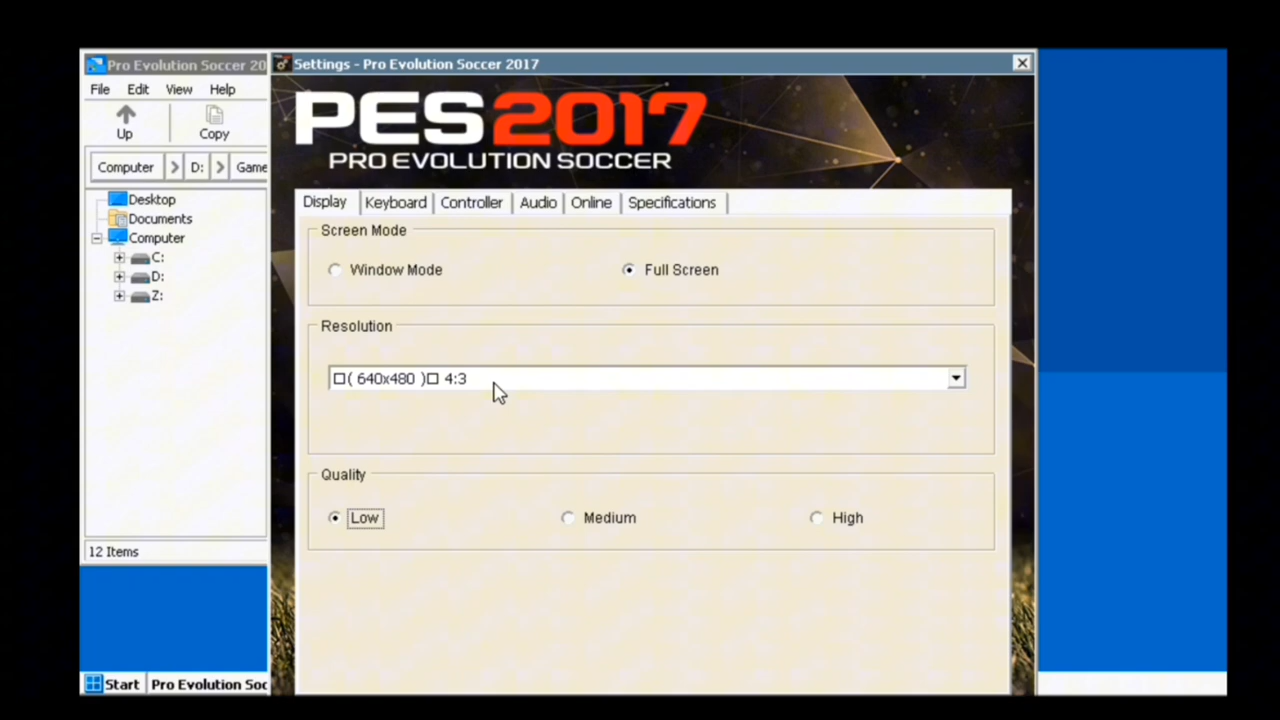 Pro Evolution Soccer 20
File Edit View Help
Up Copy
Computer D: Game
Desktop
Documents
Computer
C:
D:
Z:
12 Items
Start Pro Evolution Soc
Settings - Pro Evolution Soccer 2017
PES2017
PRO EVOLUTION SOCCER
Display Keyboard Controller Audio Online Specifications
Screen Mode
Window Mode Full Screen
Resolution
□( 640x480 )□ 4:3
Quality
Low Medium High